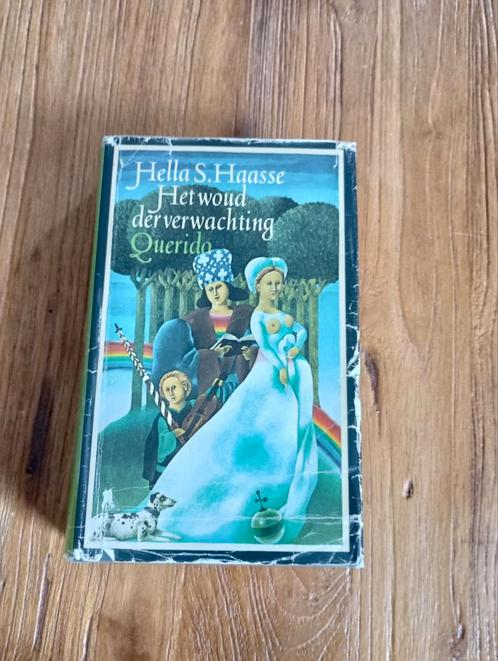 Hella S. Haasse
Het woud
der verwachting
Querido